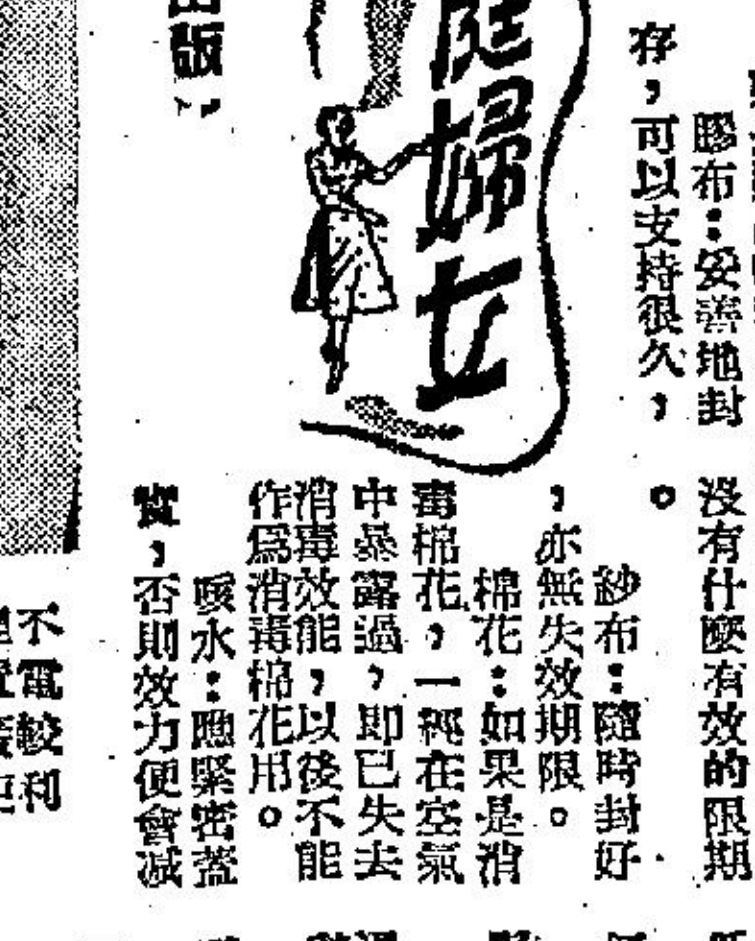 膠布：妥善地封
存，可以支持很久，
庭婦女
出版，
沒有什麼有效的限期
。
紗布：隨時封好
，亦無失效期限。
棉花：如果是消
毒棉花，一經在空氣
中暴露過，即已失去
消毒效能，以後不能
作爲消毒棉花用。
咳水：應緊密蓋
實，否則效力便會減
不電較利